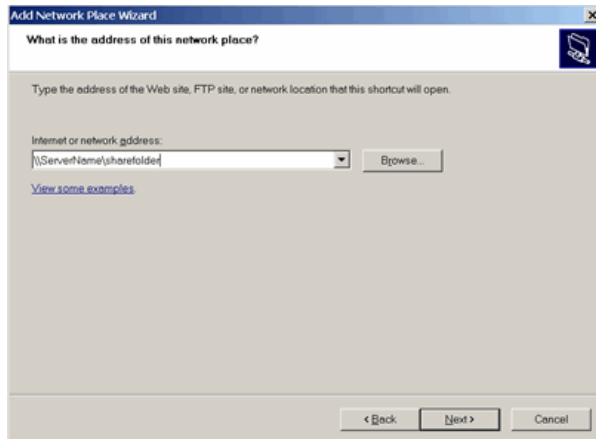 Add Network Place Wizard
What is the address of this network place?
Type the address of the Web site, FTP site, or network location that this shortcut will open.
Internet or network address:
\\ServerName\sharefolder
Browse...
View some examples.
< Back
Next >
Cancel